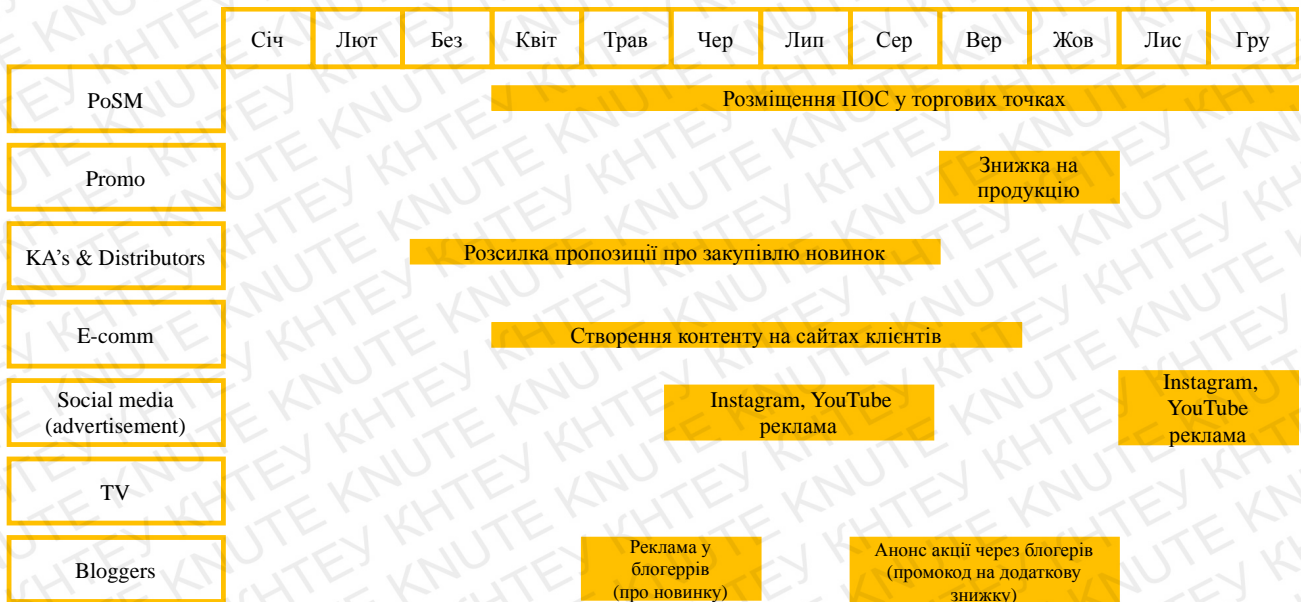 Січ Лют Без Квіт Трав Чер Лип Сер Вер Жов Лис Гру
PoSM
Розміщення ПОС у торгових точках
Promo
Знижка на
продукцію
KA's & Distributors
Розсилка пропозиції про закупівлю новинок
E-comm
Створення контенту на сайтах клієнтів
Social media
(advertisement)
Instagram, YouTube
реклама
Instagram,
YouTube
реклама
TV
Bloggers
Реклама у
блогеррів
(про новинку)
Анонс акції через блогерів
(промокод на додаткову
знижку)